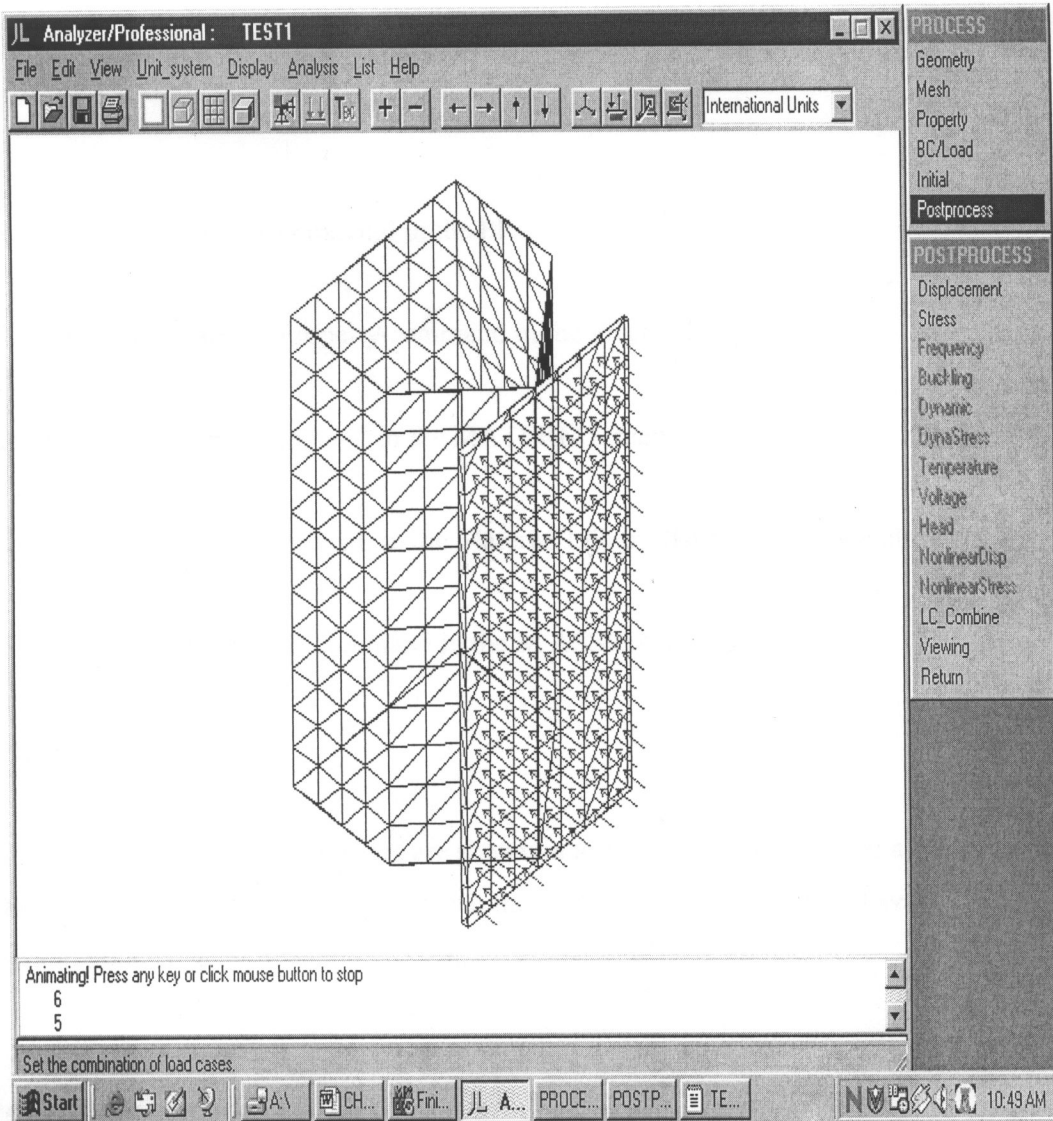 JL Analyzer/Professional : TEST1
File Edit View Unit_system Display Analysis List Help
TBC
International Units
Animating! Press any key or click mouse button to stop
6
5
Set the combination of load cases.
PROCESS
Geometry
Mesh
Property
BC/Load
Initial
Postprocess
POSTPROCESS
Displacement
Stress
Frequency
Buckling
Dynamic
DynaStress
Temperature
Voltage
Head
NonlinearDisp
NonlinearStress
LC_Combine
Viewing
Return
Start A:\ CH... Fini... JL A... PROCE... POSTP... TE... N 10:49 AM